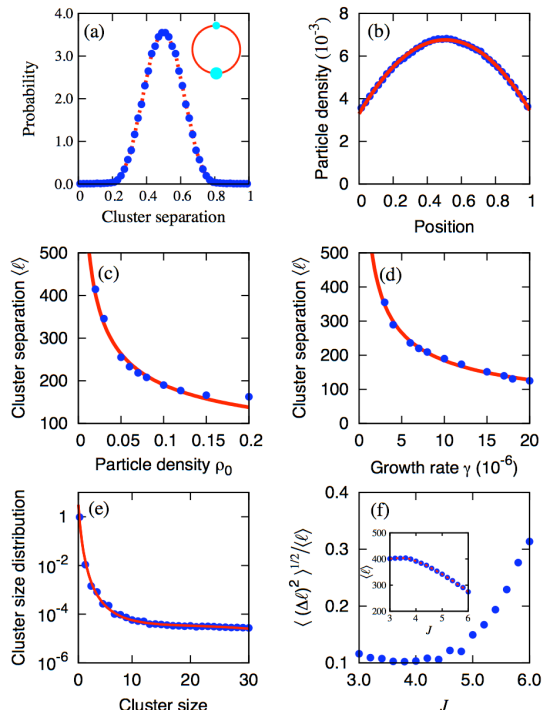 (a)
Probability
4.0
3.0
2.0
1.0
0.0
0 0.2 0.4 0.6 0.8 1
Cluster separation
(b)
Particle density (10⁻³)
8
6
4
2
0
0 0.2 0.4 0.6 0.8 1
Position
(c)
Cluster separation ⟨ℓ⟩
500
400
300
200
100
0 0.05 0.1 0.15 0.2
Particle density ρ₀
(d)
Cluster separation ⟨ℓ⟩
500
400
300
200
100
0
0 5 10 15 20
Growth rate γ (10⁻⁶)
(e)
Cluster size distribution
1
10⁻²
10⁻⁴
10⁻⁶
0 10 20 30
Cluster size
(f)
⟨ (Δℓ)² ⟩¹ᐟ²/⟨ℓ⟩
0.4
0.3
0.2
0.1
3.0 4.0 5.0 6.0
J
⟨ℓ⟩
500
400
300
200
3 4 5 6
J